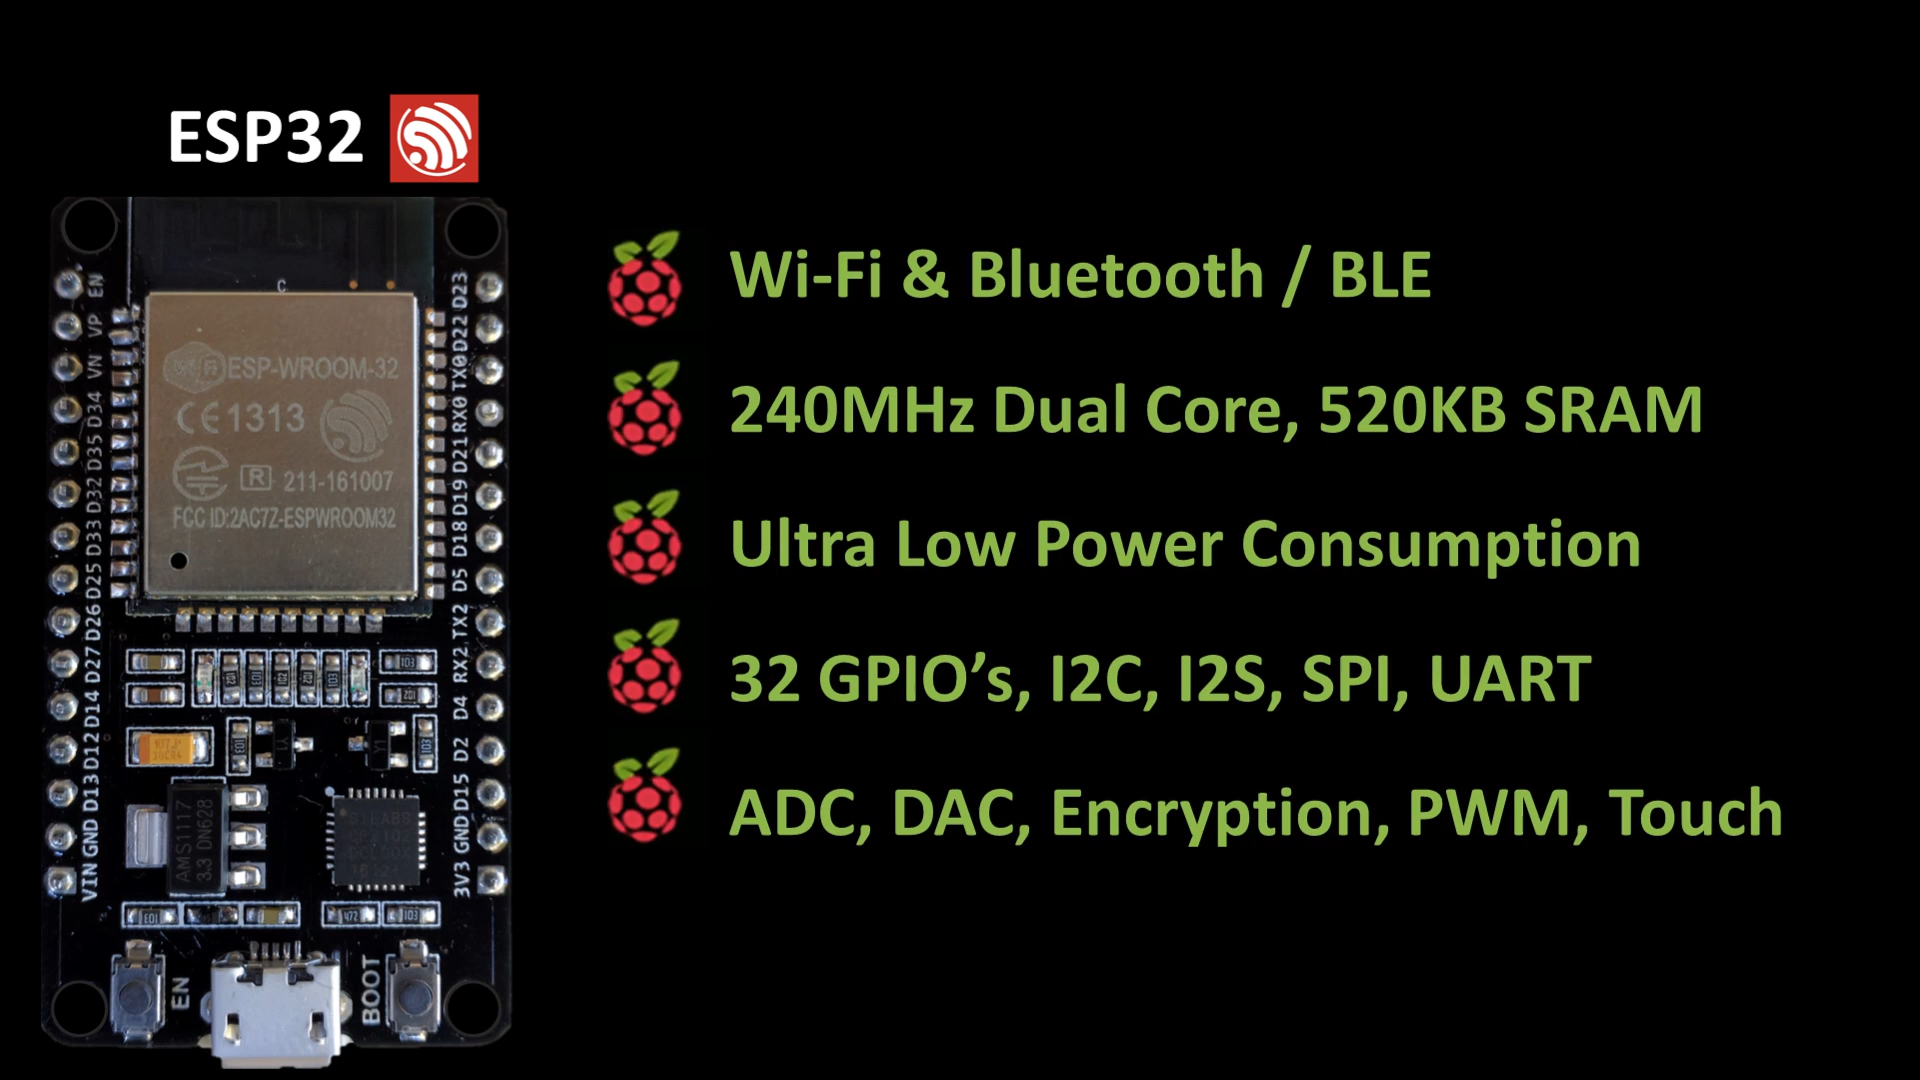 ESP32
Wi-Fi & Bluetooth / BLE
240MHz Dual Core, 520KB SRAM
Ultra Low Power Consumption
32 GPIO’s, I2C, I2S, SPI, UART
ADC, DAC, Encryption, PWM, Touch
C
ESP-WROOM-32
CE1313
R 211-161007
FCC ID:2AC7Z-ESPWROOM32
EN
VP
VN
D34
D35
D32
D33
D25
D26
D27
D14
D12
D13
GND
VIN
D23
D22
TX0
RX0
D21
D19
D18
D5
TX2
RX2
D4
D2
D15
GND
3V3
AMS1117
3.3 DN628
EN
BOOT